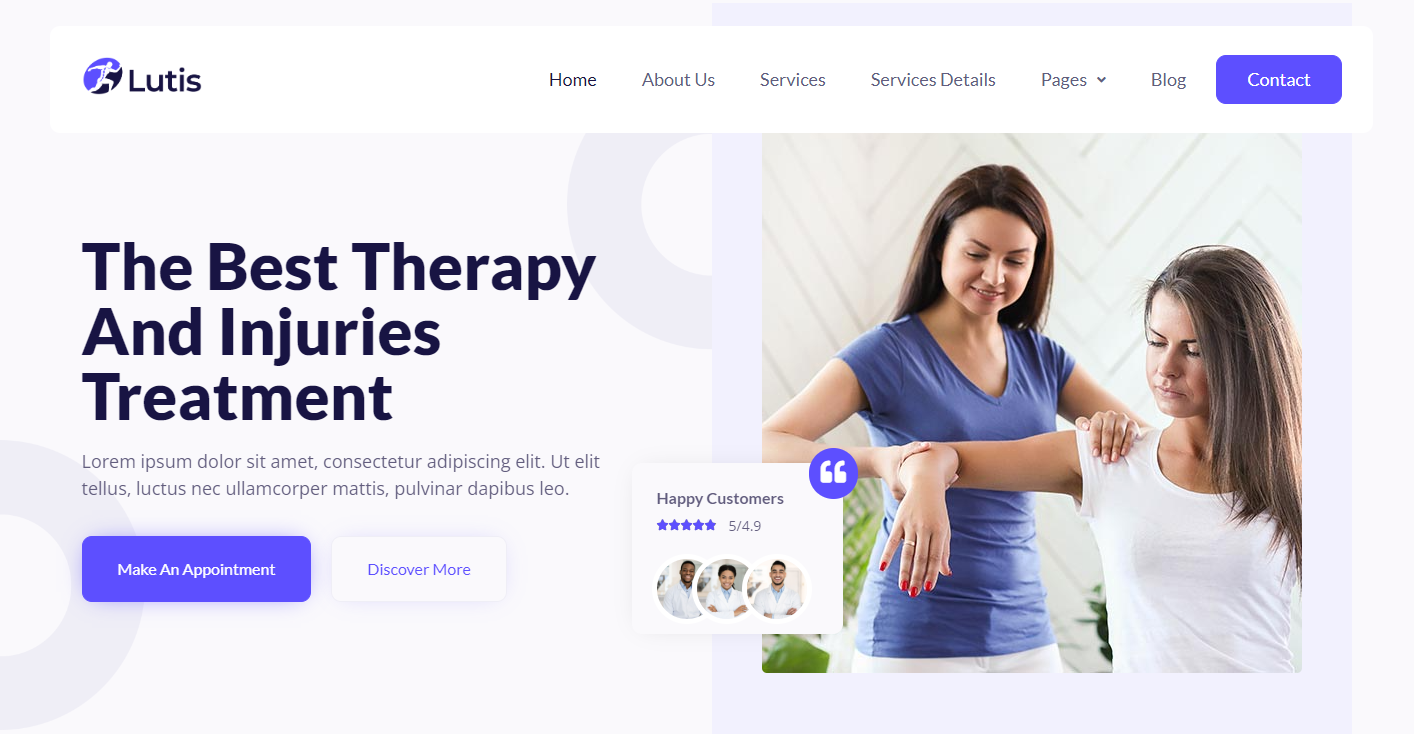 Lutis
Home
About Us
Services
Services Details
Pages
Blog
Contact
The Best Therapy
And Injuries
Treatment
Lorem ipsum dolor sit amet, consectetur adipiscing elit. Ut elit
tellus, luctus nec ullamcorper mattis, pulvinar dapibus leo.
Make An Appointment
Discover More
Happy Customers
5/4.9